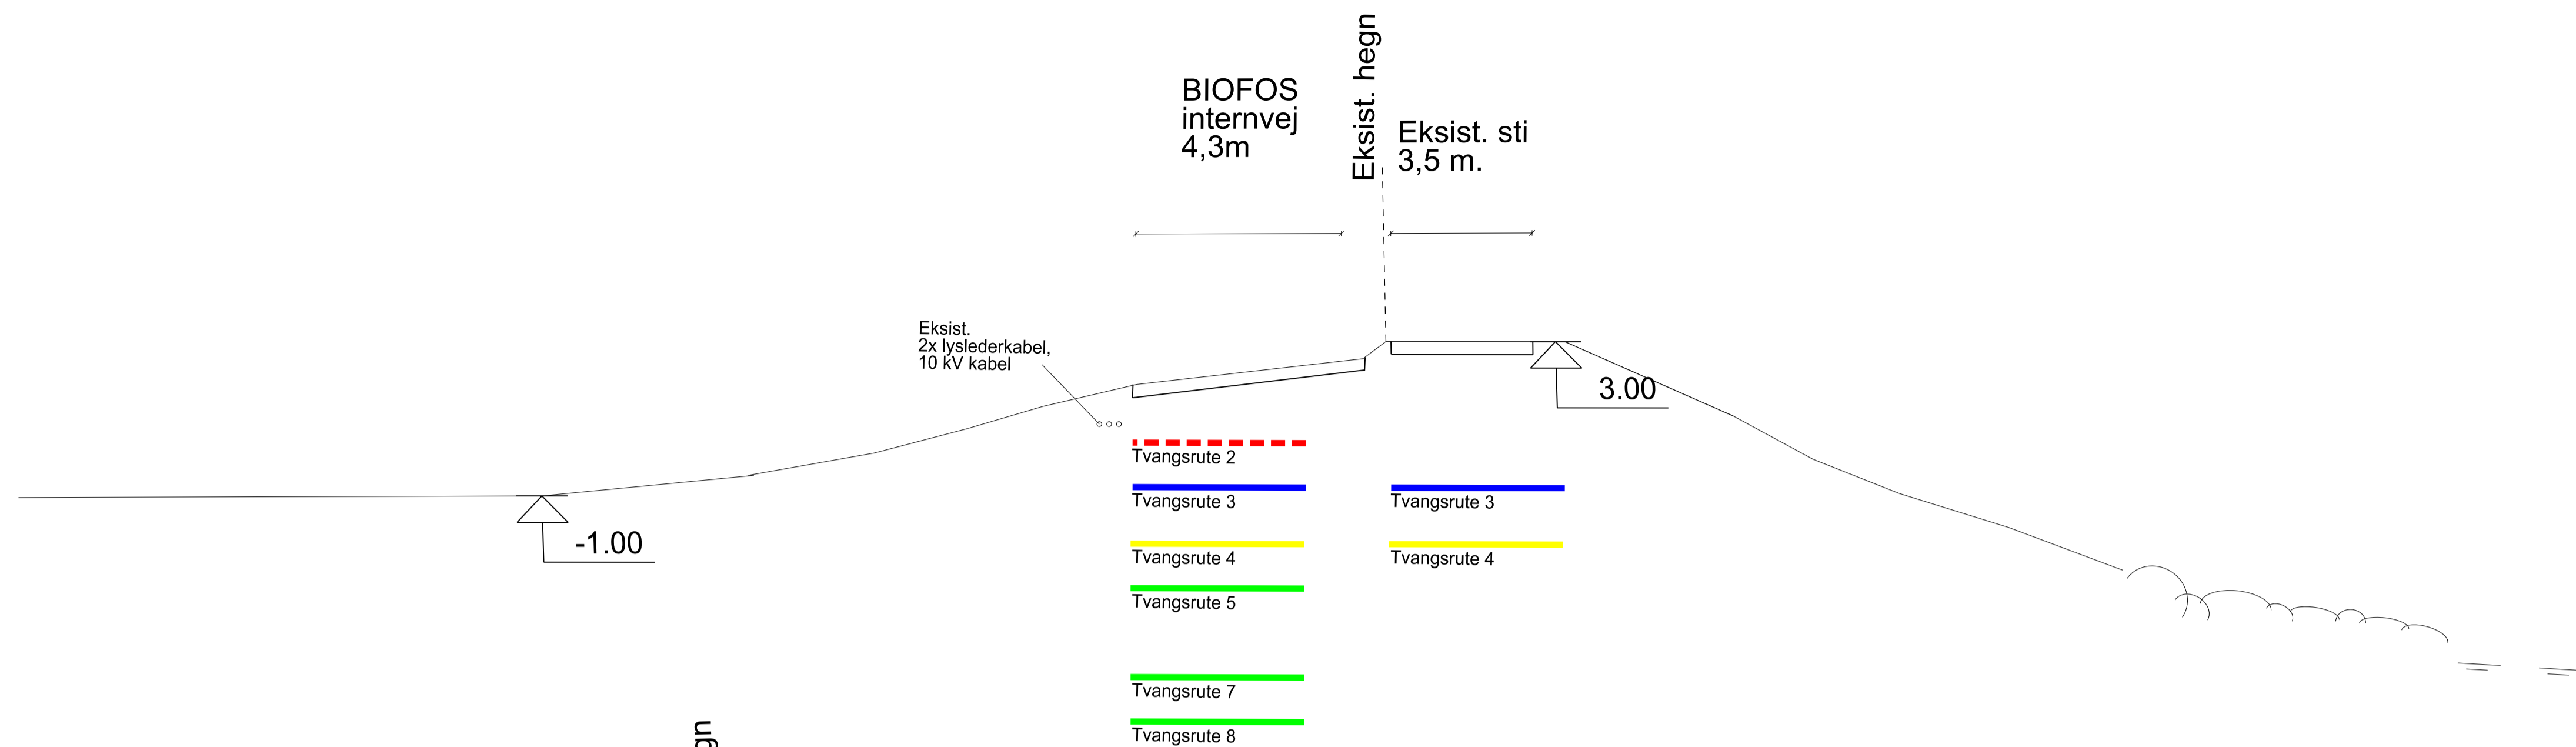 Eksist. hegn
BIOFOS
internvej
4,3m
Eksist. sti
3,5 m.
Eksist.
2x lyslederkabel,
10 kV kabel
3.00
-1.00
Tvangsrute 2
Tvangsrute 3
Tvangsrute 3
Tvangsrute 4
Tvangsrute 4
Tvangsrute 5
Tvangsrute 7
Tvangsrute 8